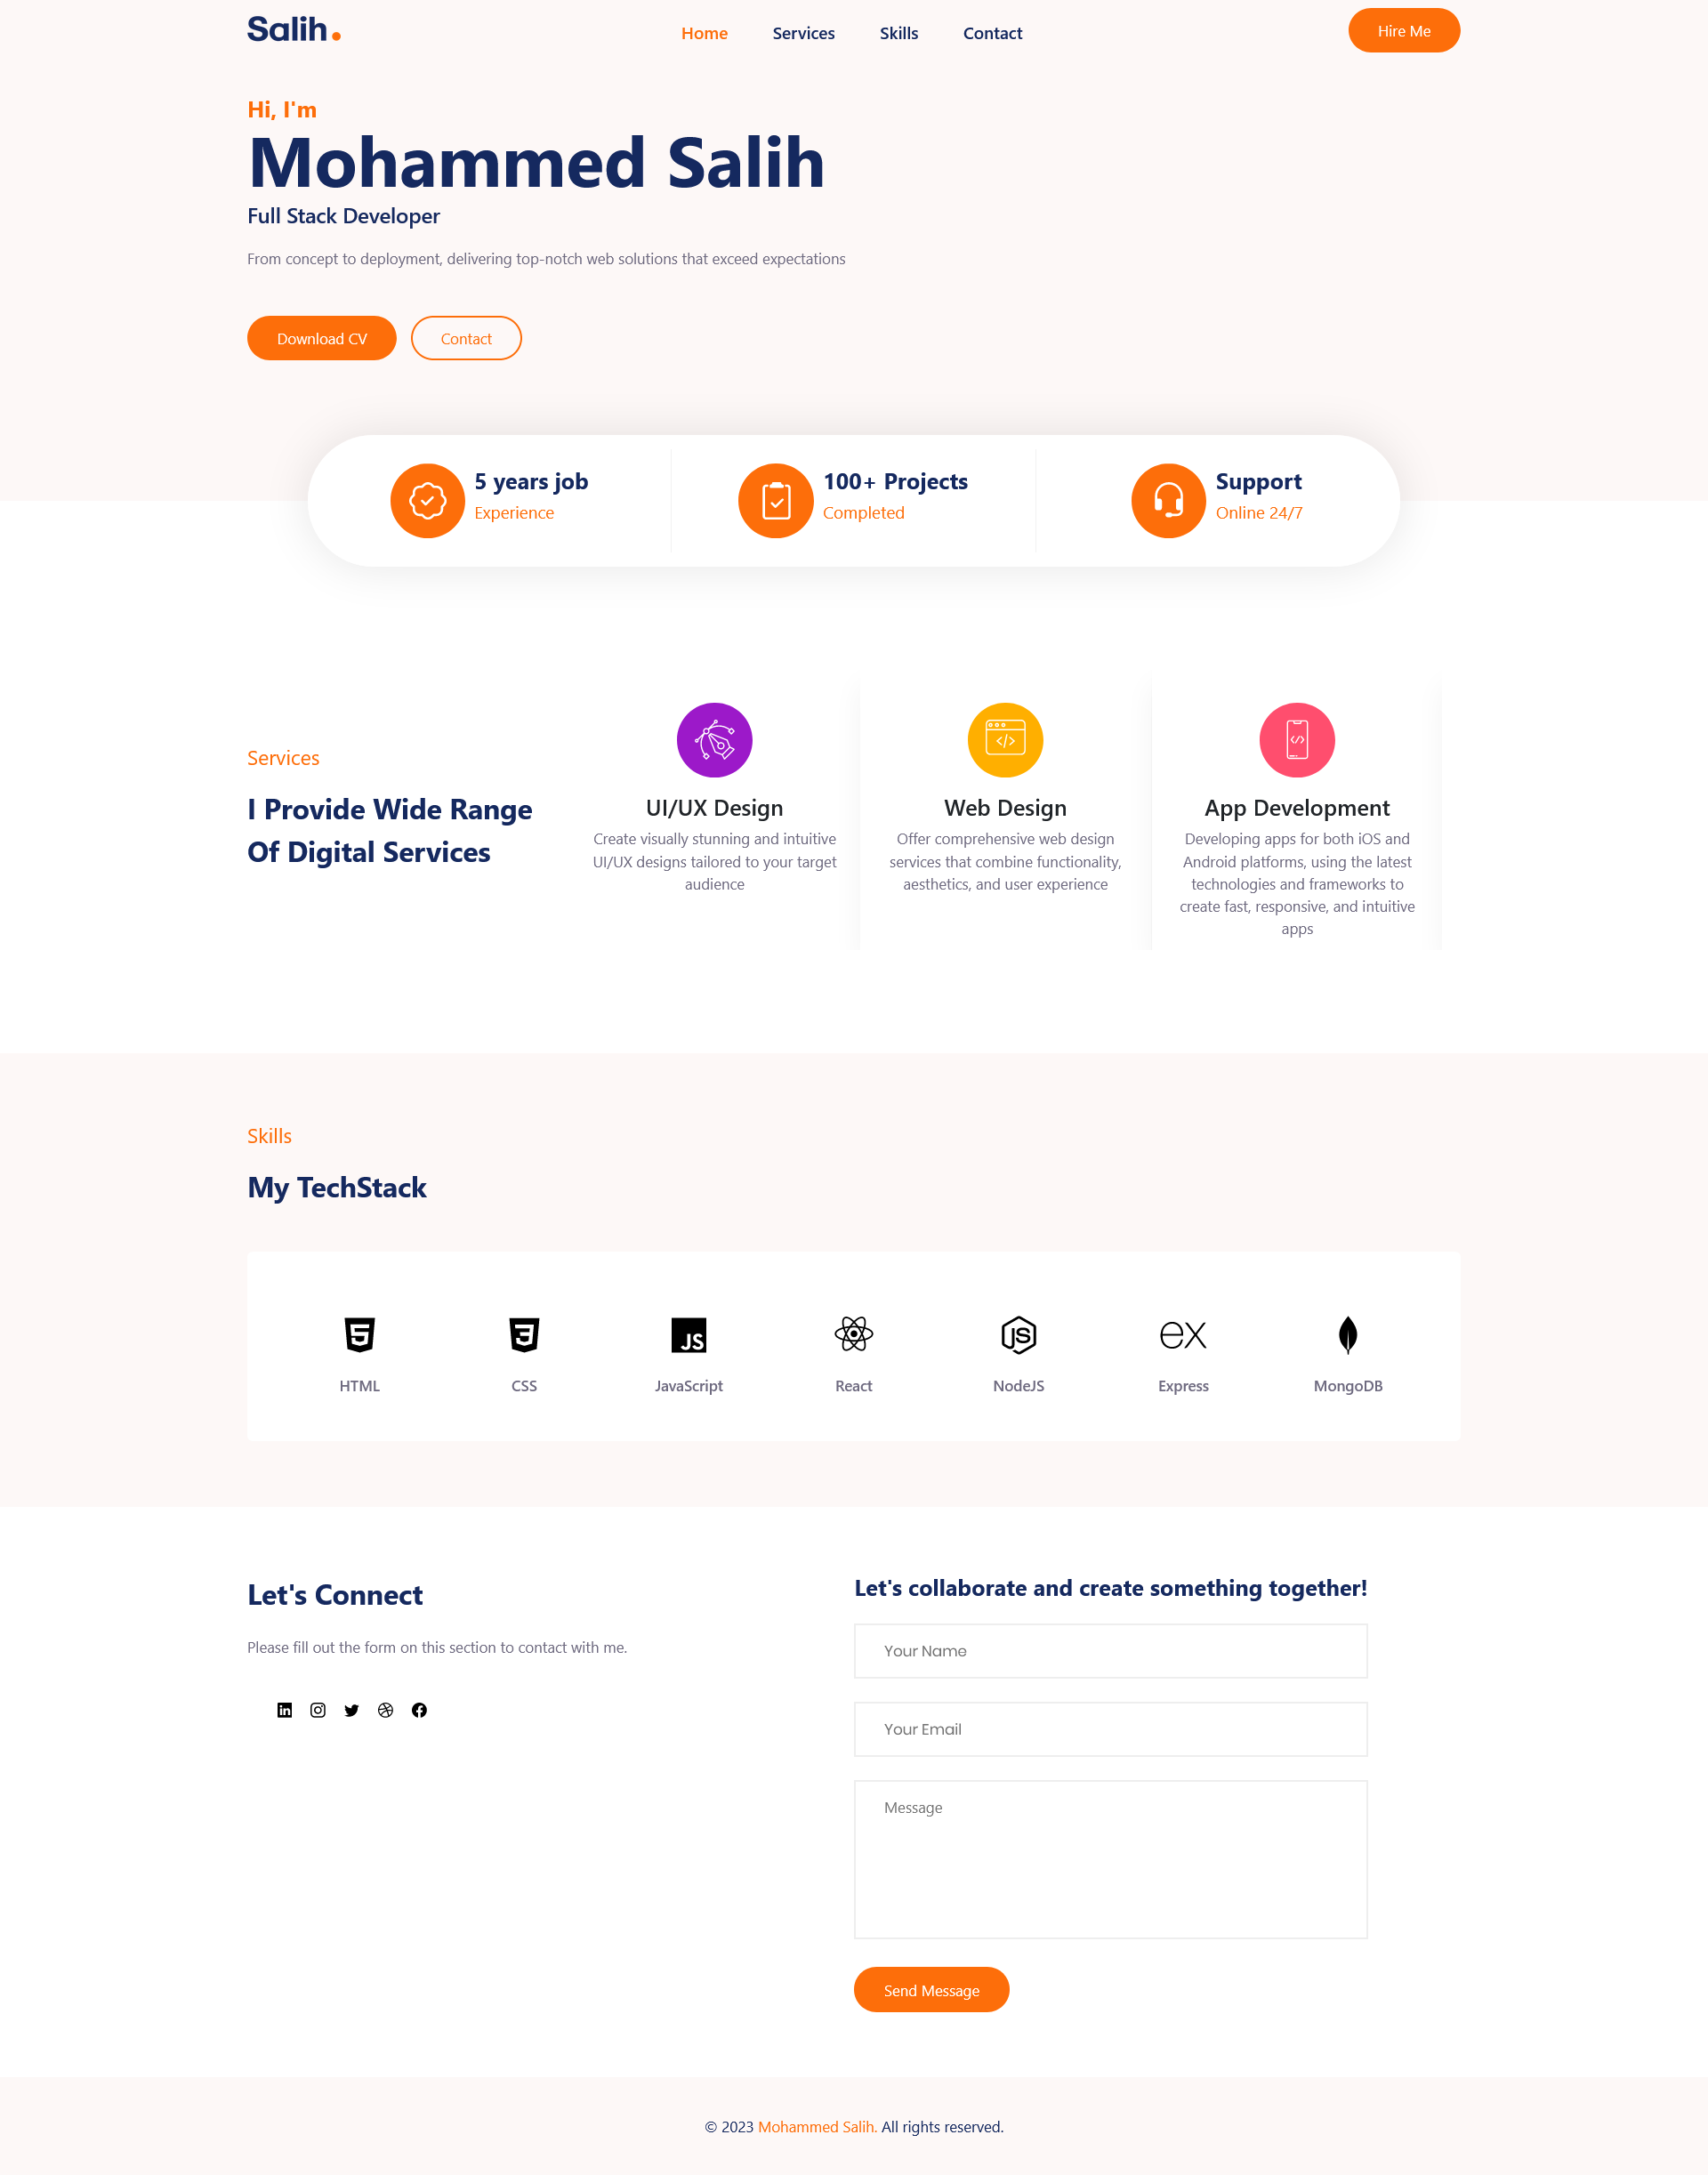 Salih.
Home Services Skills Contact
Hire Me
Hi, I'm
Mohammed Salih
Full Stack Developer
From concept to deployment, delivering top-notch web solutions that exceed expectations
Download CV
Contact
5 years job
Experience
100+ Projects
Completed
Support
Online 24/7
Services
I Provide Wide Range
Of Digital Services
UI/UX Design
Create visually stunning and intuitive
UI/UX designs tailored to your target
audience
Web Design
Offer comprehensive web design
services that combine functionality,
aesthetics, and user experience
App Development
Developing apps for both iOS and
Android platforms, using the latest
technologies and frameworks to
create fast, responsive, and intuitive
apps
Skills
My TechStack
JS
JS
ex
HTML
CSS
JavaScript
React
NodeJS
Express
MongoDB
Let's Connect
Please fill out the form on this section to contact with me.
Let's collaborate and create something together!
Your Name
Your Email
Message
Send Message
© 2023 Mohammed Salih. All rights reserved.